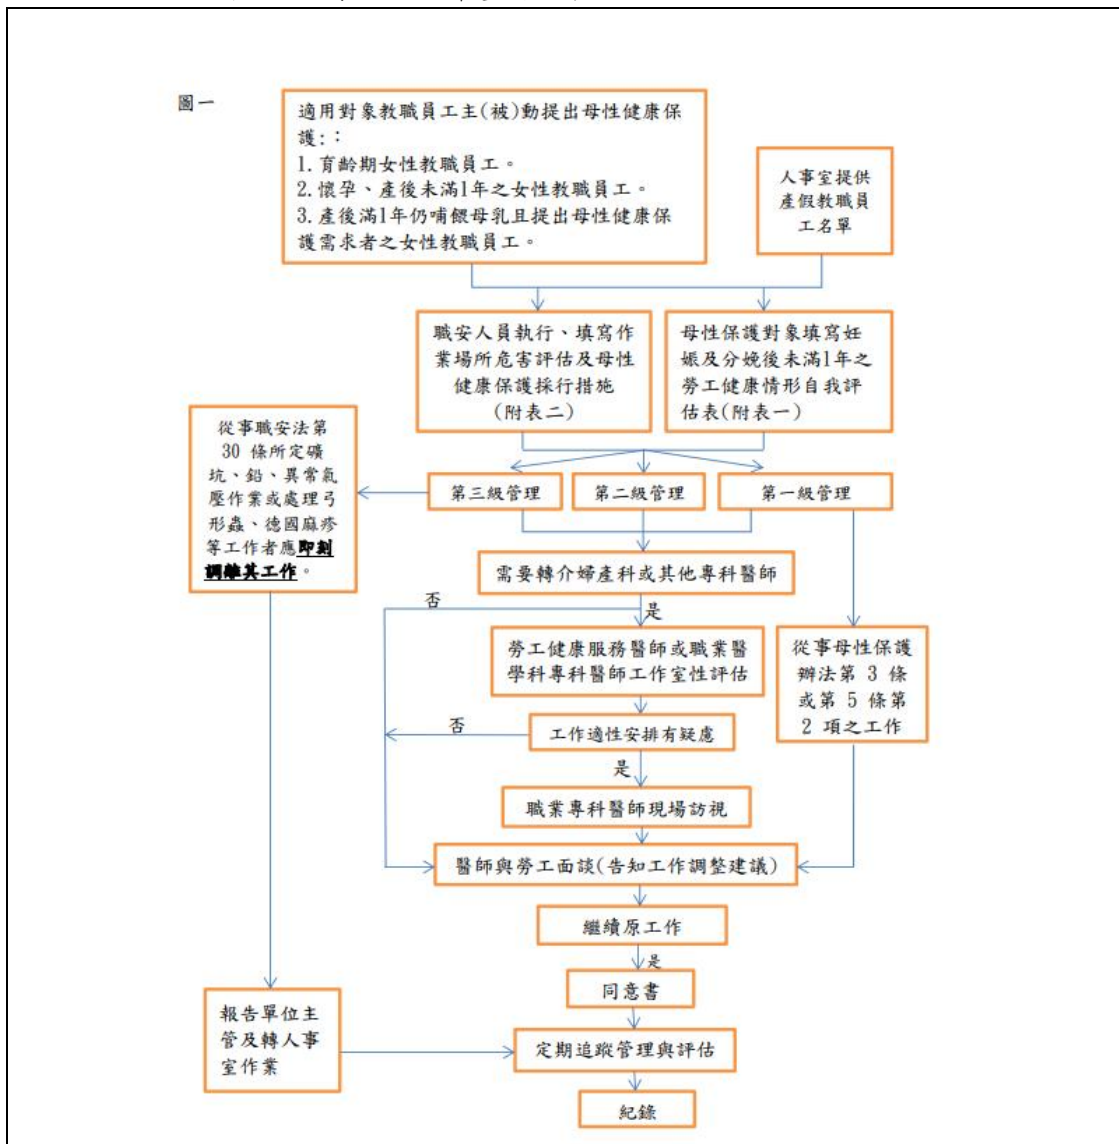 圖一
適用對象教職員工主(被)動提出母性健康保
護:：
1.育齡期女性教職員工。
2.懷孕、產後未滿1年之女性教職員工。
3.產後滿1年仍哺餵母乳且提出母性健康保
護需求者之女性教職員工。
人事室提供
產假教職員
工名單
職安人員執行、填寫作
業場所危害評估及母性
健康保護採行措施
(附表二)
母性保護對象填寫妊
娠及分娩後未滿1年之
勞工健康情形自我評
估表(附表一)
從事職安法第
30 條所定礦
坑、鉛、異常氣
壓作業或處理弓
形蟲、德國麻疹
等工作者應即刻
調離其工作。
第三級管理
第二級管理
第一級管理
需要轉介婦產科或其他專科醫師
否
是
勞工健康服務醫師或職業醫
學科專科醫師工作室性評估
從事母性保護
辦法第 3 條
或第 5 條第
2 項之工作
否
工作適性安排有疑慮
是
職業專科醫師現場訪視
醫師與勞工面談(告知工作調整建議)
繼續原工作
是
同意書
報告單位主
管及轉人事
室作業
定期追蹤管理與評估
紀錄